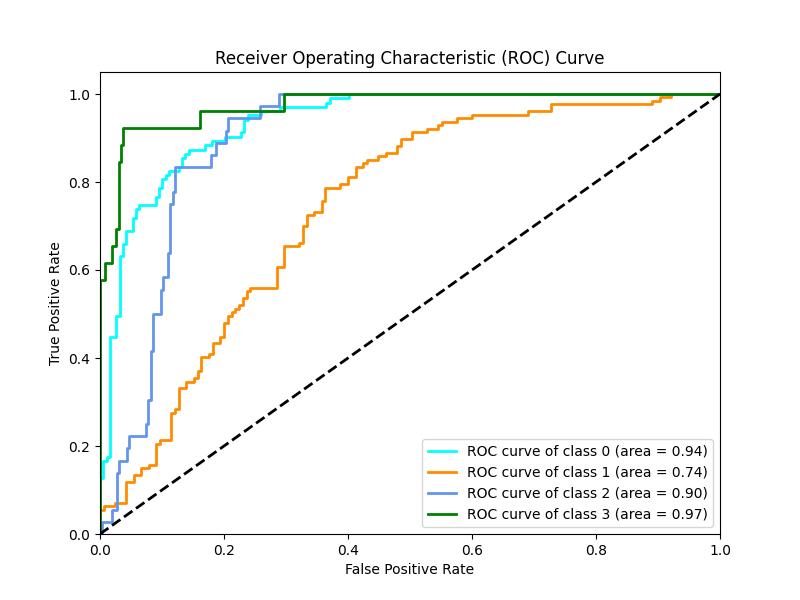 Receiver Operating Characteristic (ROC) Curve
True Positive Rate
1.0
0.8
0.6
0.4
0.2
0.0
0.0 0.2 0.4 0.6 0.8 1.0
False Positive Rate
ROC curve of class 0 (area = 0.94)
ROC curve of class 1 (area = 0.74)
ROC curve of class 2 (area = 0.90)
ROC curve of class 3 (area = 0.97)